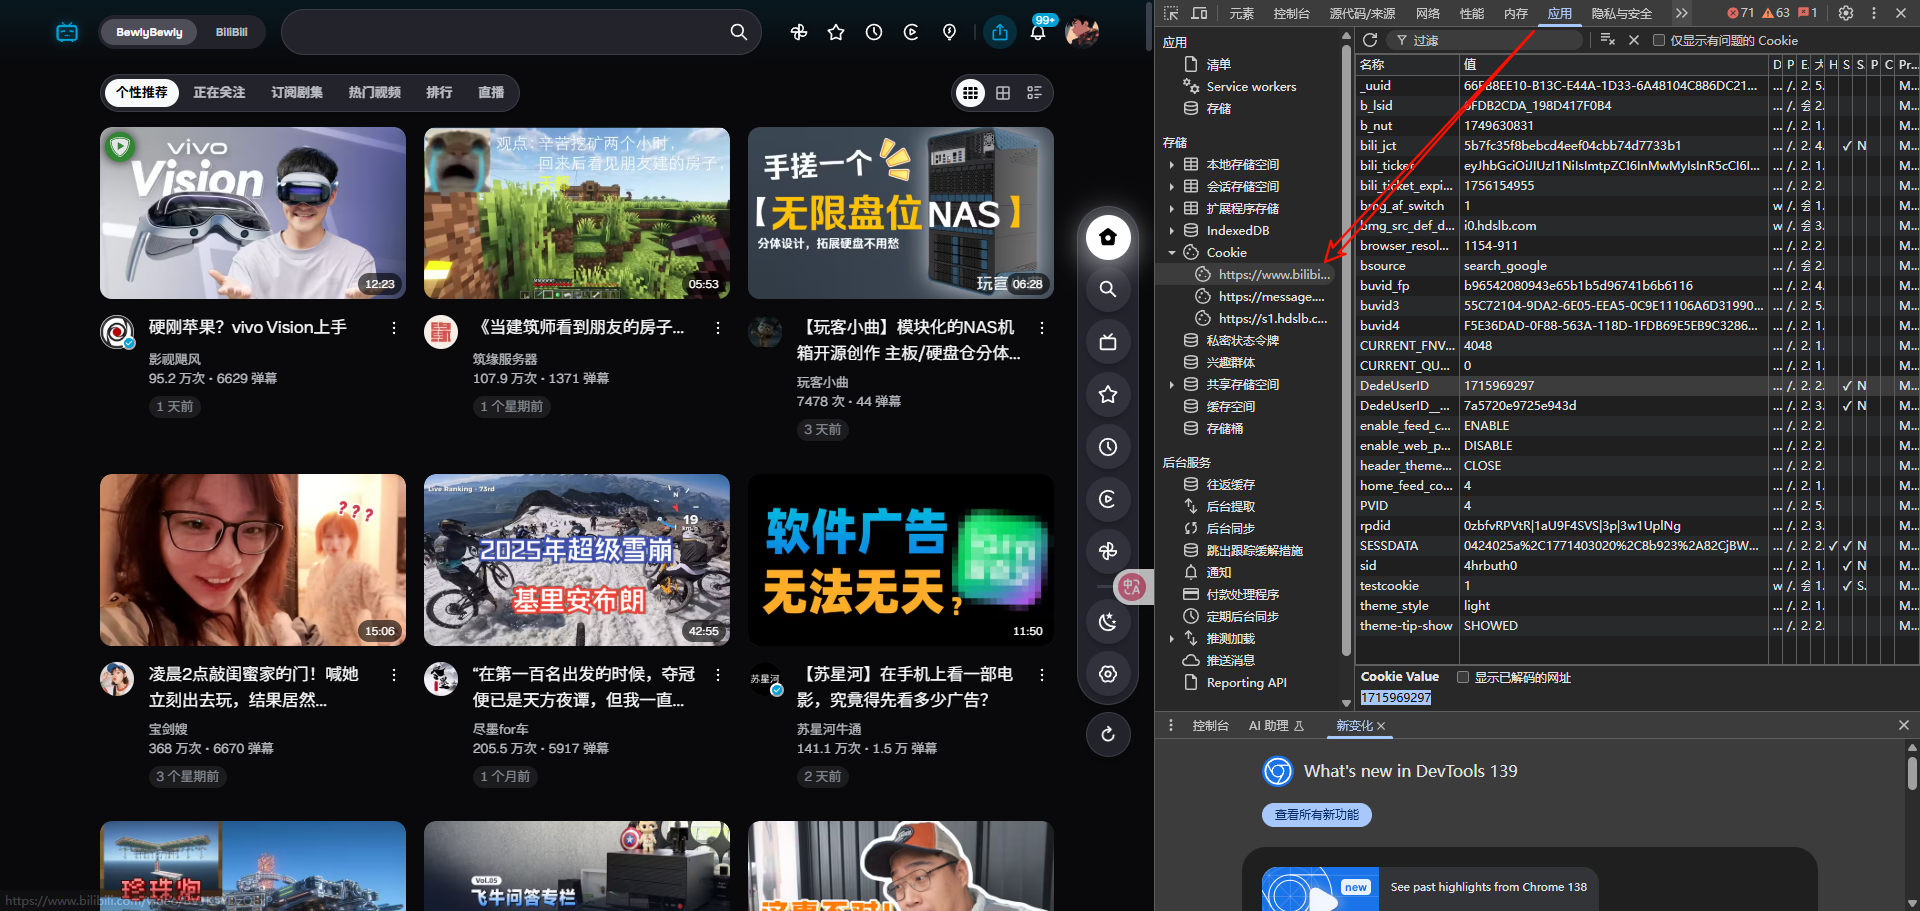 BewlyBewly
BiliBili
99+
个性推荐
正在关注
订阅剧集
热门视频
排行
直播
vivo
Vision
12:23
观点：辛苦挖矿两个小时，
回来后看见朋友建的房子，
05:53
手搓一个
【无限盘位NAS】
分体设计，拓展硬盘不用愁
06:28
硬刚苹果？vivo Vision上手
影视飓风
95.2 万次 • 6629 弹幕
1 天前
《当建筑师看到朋友的房子...
筑缘服务器
107.9 万次 • 1371 弹幕
1 个星期前
【玩客小曲】模块化的NAS机
箱开源创作 主板/硬盘仓分体...
玩客小曲
7478 次 • 44 弹幕
3 天前
???
15:06
Live Ranking - 73rd
N
19
2025年超级雪崩
基里安布朗
42:55
软件广告
无法无天？
11:50
凌晨2点敲闺蜜家的门！喊她
立刻出去玩，结果居然...
宝剑嫂
368 万次 • 6670 弹幕
3 个星期前
“在第一百名出发的时候，夺冠
便已是天方夜谭，但我一直...
尽墨for车
205.5 万次 • 5917 弹幕
1 个月前
苏星河
【苏星河】在手机上看一部电
影，究竟得先看多少广告？
苏星河牛通
141.1 万次 • 1.5 万 弹幕
2 天前
珍珠炮
Vol.05
飞牛问答专栏
中
A
元素
控制台
源代码/来源
网络
性能
内存
应用
隐私与安全
71
63
1
应用
清单
Service workers
存储
存储
本地存储空间
会话存储空间
扩展程序存储
IndexedDB
Cookie
https://www.bilibi...
https://message....
https://s1.hdslb.c...
私密状态令牌
兴趣群体
共享存储空间
缓存空间
存储桶
后台服务
往返缓存
后台提取
后台同步
跳出跟踪缓解措施
通知
付款处理程序
定期后台同步
推测加载
推送消息
Reporting API
过滤
仅显示有问题的 Cookie
名称 值 D P E. 大 H S S. P C Pr...
_uuid 66FB8EE10-B13C-E44A-1D33-6A48104C886DC21...
b_lsid 6FDB2CDA_198D417F0B4
b_nut 1749630831
bili_jct 5b7fc35f8bebcd4eef04cbb74d7733b1
bili_ticket eyJhbGciOiJIUzI1NiIsImtpZCI6InMwMyIsInR5cCI6I...
bili_ticket_expi... 1756154955
bmg_af_switch 1
bmg_src_def_d... i0.hdslb.com
browser_resol... 1154-911
bsource search_google
buvid_fp b96542080943e65b1b5d96741b6b6116
buvid3 55C72104-9DA2-6E05-EEA5-0C9E11106A6D31990...
buvid4 F5E36DAD-0F88-563A-118D-1FDB69E5EB9C3286...
CURRENT_FNV... 4048
CURRENT_QU... 0
DedeUserID 1715969297
DedeUserID__... 7a5720e9725e943d
enable_feed_c... ENABLE
enable_web_p... DISABLE
header_theme... CLOSE
home_feed_co... 4
PVID 4
rpdid 0zbfvRPVtR|1aU9F4SVS|3p|3w1UplNg
SESSDATA 0424025a%2C1771403020%2C8b923%2A82CjBW...
sid 4hrbuth0
testcookie 1
theme_style light
theme-tip-show SHOWED
Cookie Value
显示已解码的网址
1715969297
控制台
AI 助理
新变化
What's new in DevTools 139
查看所有新功能
new
See past highlights from Chrome 138